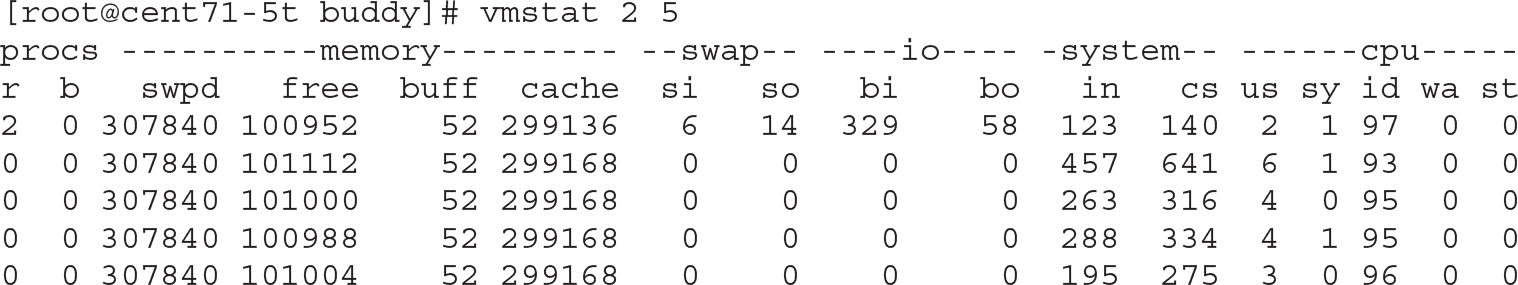 [root@cent71-5t buddy]# vmstat 2 5
procs ----------memory--------- --swap-- ----io---- -system-- ------cpu-----
r  b   swpd   free   buff  cache   si   so   bi    bo   in   cs us sy id wa st
2  0 307840 100952     52 299136    6   14  329    58  123  140  2  1 97  0  0
0  0 307840 101112     52 299168    0    0    0     0  457  641  6  1 93  0  0
0  0 307840 101000     52 299168    0    0    0     0  263  316  4  0 95  0  0
0  0 307840 100988     52 299168    0    0    0     0  288  334  4  1 95  0  0
0  0 307840 101004     52 299168    0    0    0     0  195  275  3  0 96  0  0